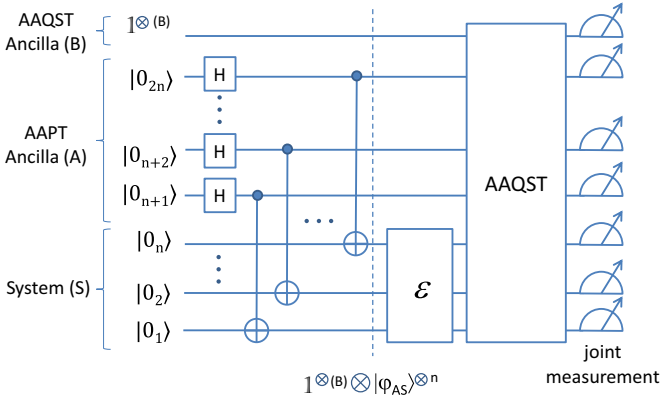 AAQST
Ancilla (B)
𝟙⊗(B)
AAPT
Ancilla (A)
|0₂ₙ⟩
H
|0ₙ₊₂⟩
H
|0ₙ₊₁⟩
H
AAQST
System (S)
|0ₙ⟩
|0₂⟩
|0₁⟩
ε
joint
measurement
𝟙⊗(B) ⊗ |φAS⟩⊗n